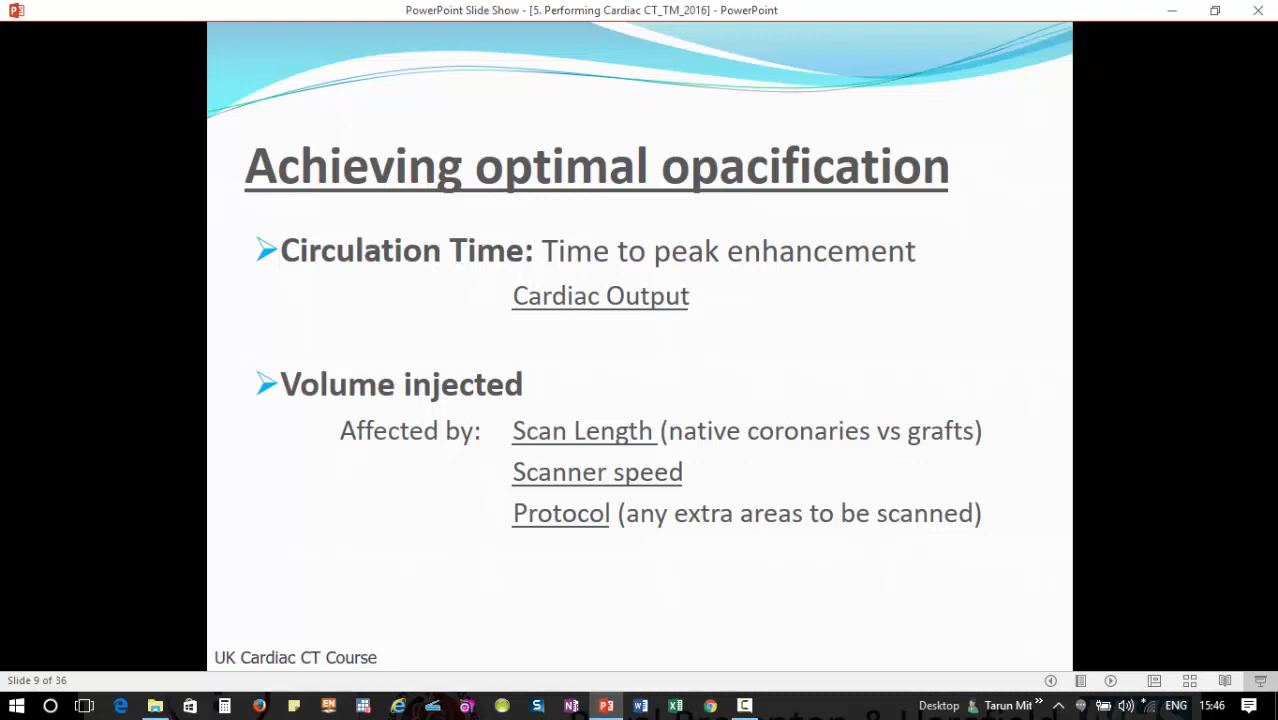 PowerPoint Slide Show - [5. Performing Cardiac CT_TM_2016] - PowerPoint
Achieving optimal opacification
Circulation Time: Time to peak enhancement
Cardiac Output
Volume injected
Affected by: Scan Length (native coronaries vs grafts)
Scanner speed
Protocol (any extra areas to be scanned)
UK Cardiac CT Course
Slide 9 of 36
Desktop Tarun Mit ENG 15:46